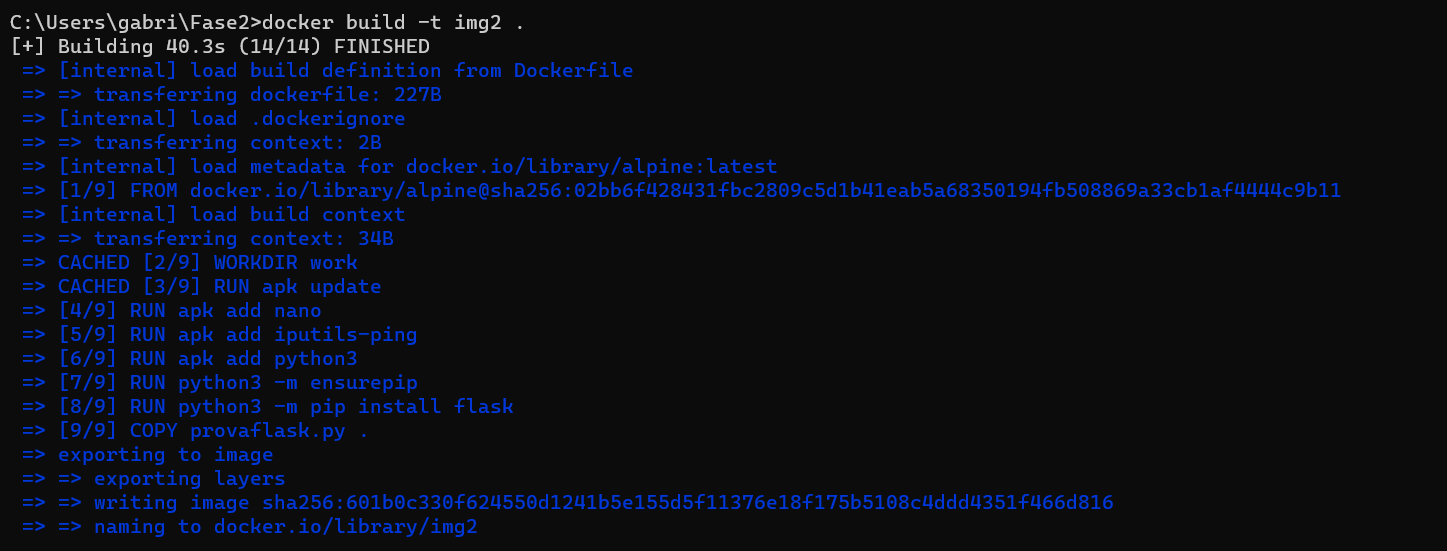 C:\Users\gabri\Fase2>docker build -t img2 .
[+] Building 40.3s (14/14) FINISHED
=> [internal] load build definition from Dockerfile
=> => transferring dockerfile: 227B
=> [internal] load .dockerignore
=> => transferring context: 2B
=> [internal] load metadata for docker.io/library/alpine:latest
=> [1/9] FROM docker.io/library/alpine@sha256:02bb6f428431fbc2809c5d1b41eab5a68350194fb508869a33cb1af4444c9b11
=> [internal] load build context
=> => transferring context: 34B
=> CACHED [2/9] WORKDIR work
=> CACHED [3/9] RUN apk update
=> [4/9] RUN apk add nano
=> [5/9] RUN apk add iputils-ping
=> [6/9] RUN apk add python3
=> [7/9] RUN python3 -m ensurepip
=> [8/9] RUN python3 -m pip install flask
=> [9/9] COPY provaflask.py .
=> exporting to image
=> => exporting layers
=> => writing image sha256:601b0c330f624550d1241b5e155d5f11376e18f175b5108c4ddd4351f466d816
=> => naming to docker.io/library/img2